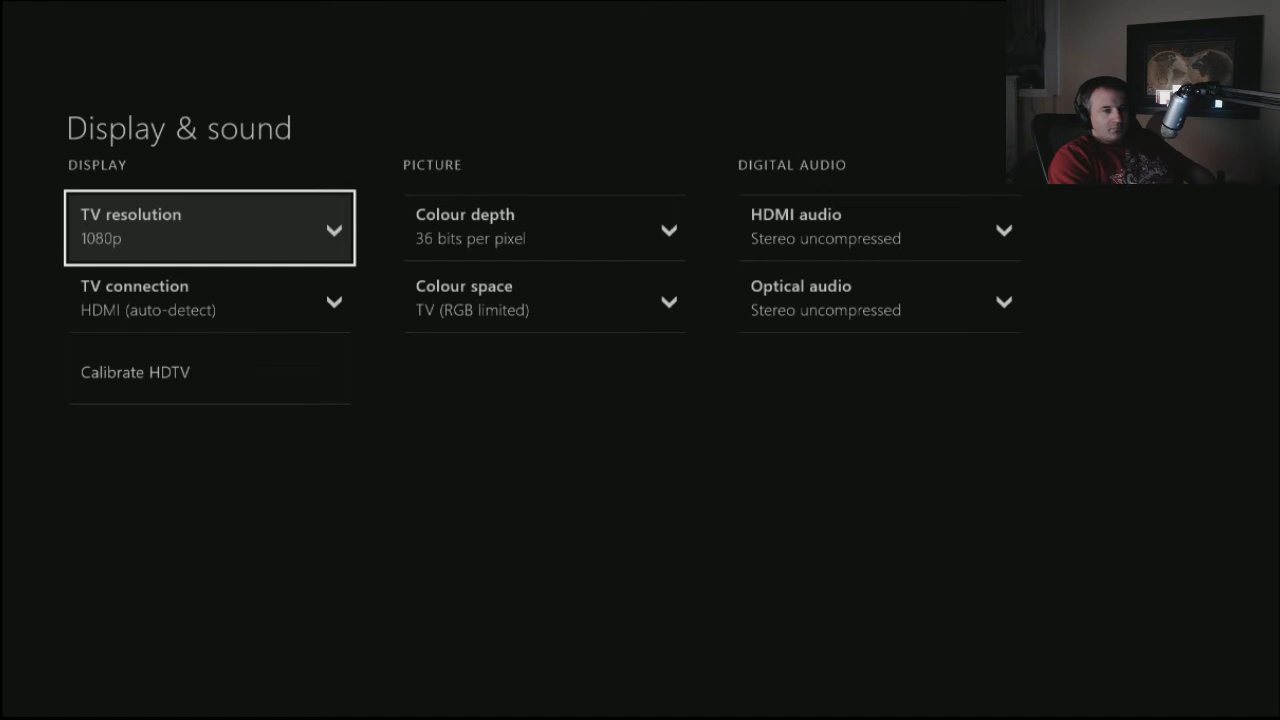 Display & sound
DISPLAY
TV resolution
1080p
TV connection
HDMI (auto-detect)
Calibrate HDTV
PICTURE
Colour depth
36 bits per pixel
Colour space
TV (RGB limited)
DIGITAL AUDIO
HDMI audio
Stereo uncompressed
Optical audio
Stereo uncompressed